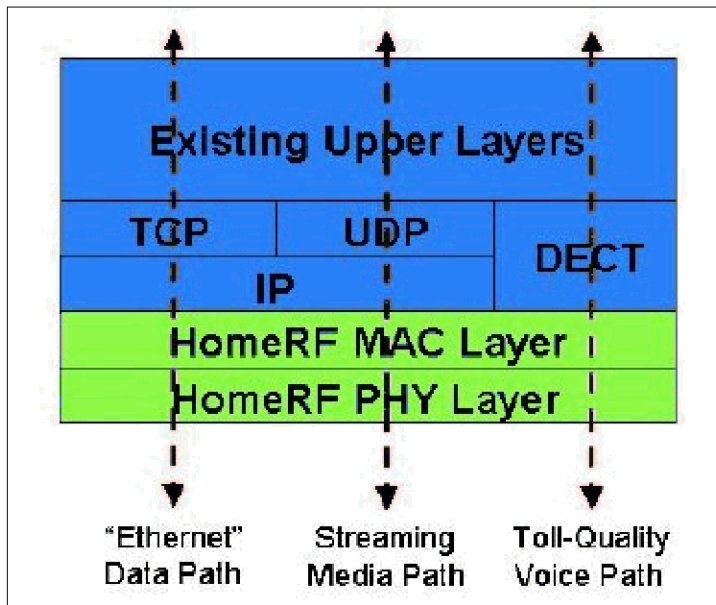 Existing Upper Layers
TCP UDP
DECT
IP
HomeRF MAC Layer
HomeRF PHY Layer
“Ethernet” Data Path
Streaming Media Path
Toll-Quality Voice Path